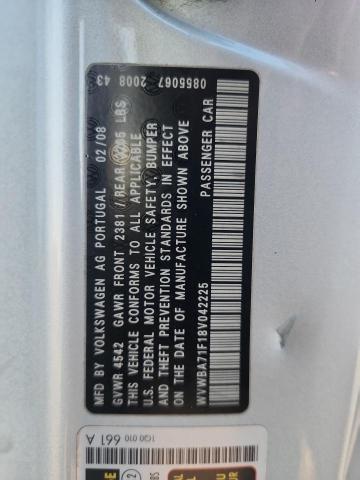 MFD BY VOLKSWAGEN AG PORTUGAL 02/08 0855067 2008 43
GVWR 4542 GAWR FRONT 2381 / REAR LBS
THIS VEHICLE CONFORMS TO ALL APPLICABLE
U.S. FEDERAL MOTOR VEHICLE SAFETY, BUMPER
AND THEFT PREVENTION STANDARDS IN EFFECT
ON THE DATE OF MANUFACTURE SHOWN ABOVE
WVWBA71F18V042225 PASSENGER CAR
1Q0 010 661 A